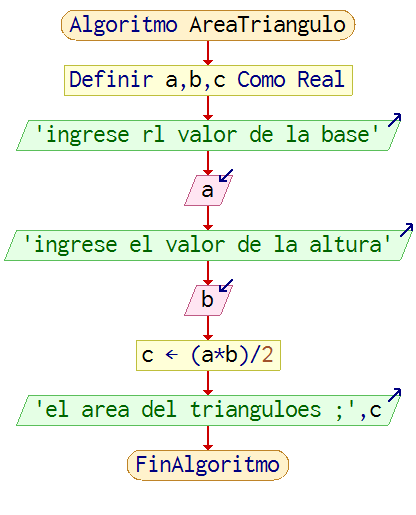 Algoritmo AreaTriangulo
Definir a,b,c Como Real
'ingrese rl valor de la base'
a
'ingrese el valor de la altura'
b
c ← (a*b)/2
'el area del trianguloes ;',c
FinAlgoritmo